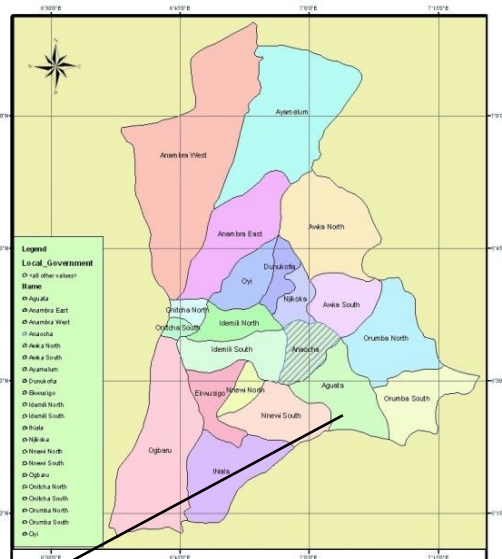 6°50'0"E 6°40'0"E 7°0'0"E 7°10'0"E
N
W E
Ayamelum
Anambra West
Awka North
Anambra East
Dunukofia
Oyi
Njikoka
Awka South
Onitcha North
Idemili North
Onitcha South
Orumba North
Anaocha
Idemili South
Aguata
Nnewi North
Ekwusigo
Orumba South
Nnewi South
Ogbaru
Ihiala
Legend
Local_Government
<all other values>
Name
Aguata
Anambra East
Anambra West
Anaocha
Awka North
Awka South
Ayamelum
Dunukofia
Ekwusigo
Idemili North
Idemili South
Ihiala
Njikoka
Nnewi North
Nnewi South
Ogbaru
Onitcha North
Onitcha South
Orumba North
Orumba South
Oyi